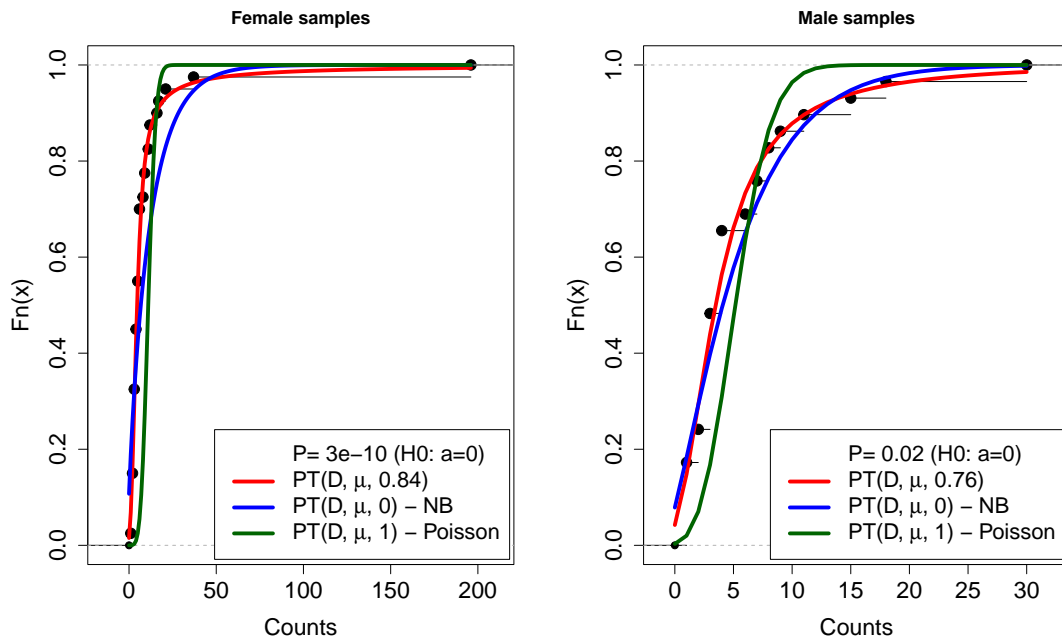 Female samples
Fn(x)
1.0
0.8
0.6
0.4
0.2
0.0
0 50 100 150 200
Counts
P= 3e−10 (H0: a=0)
PT(D, μ, 0.84)
PT(D, μ, 0) − NB
PT(D, μ, 1) − Poisson
Male samples
Fn(x)
1.0
0.8
0.6
0.4
0.2
0.0
0 5 10 15 20 25 30
Counts
P= 0.02 (H0: a=0)
PT(D, μ, 0.76)
PT(D, μ, 0) − NB
PT(D, μ, 1) − Poisson